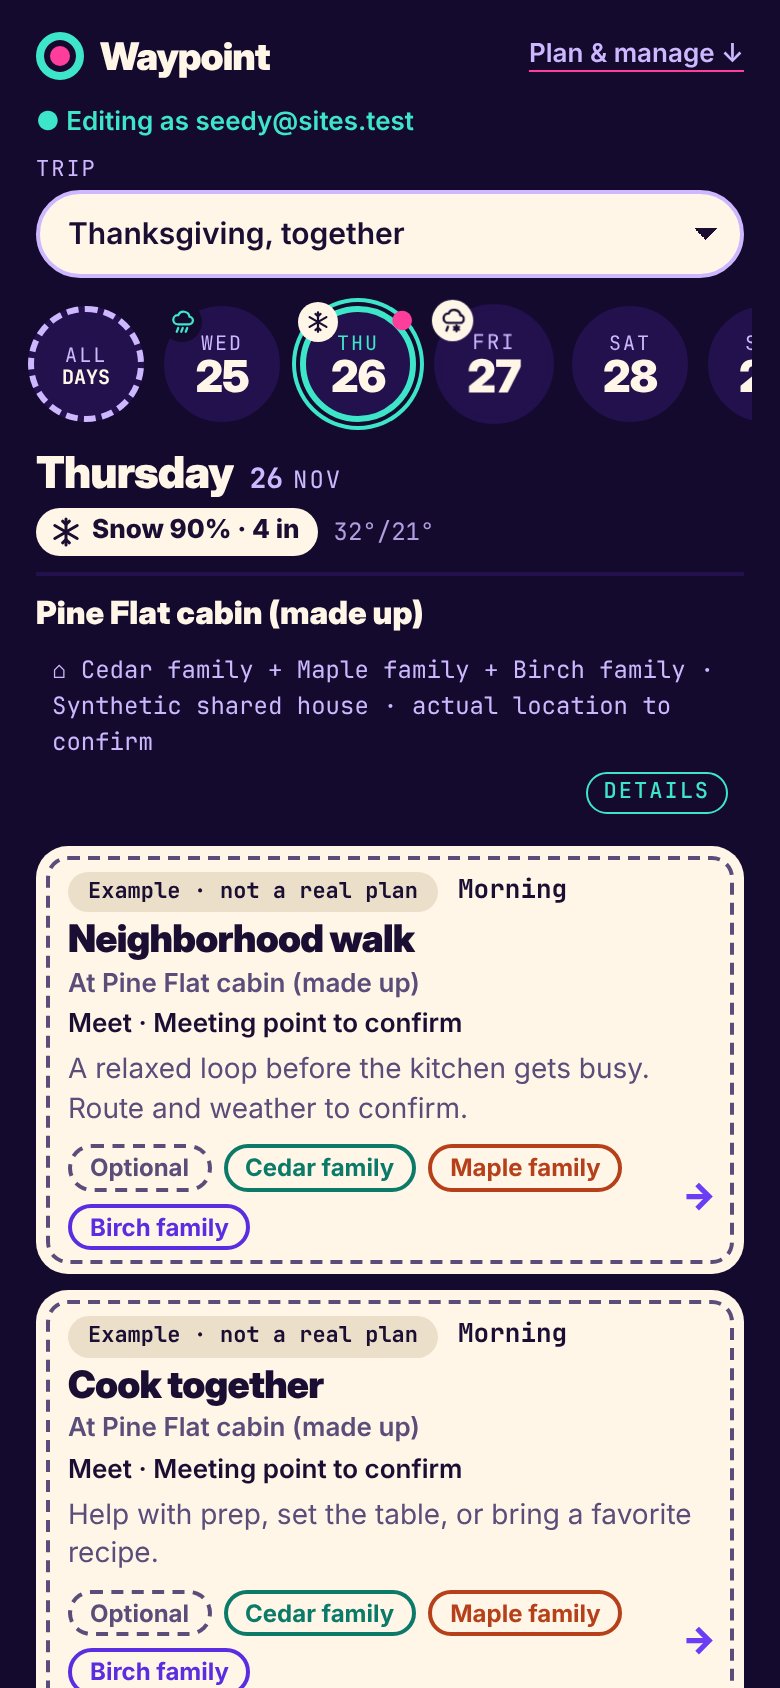 Waypoint
Plan & manage ↓
Editing as seedy@sites.test
TRIP
Thanksgiving, together
ALL
DAYS
WED
25
THU
26
FRI
27
SAT
28
Thursday 26 NOV
Snow 90% · 4 in 32°/21°
Pine Flat cabin (made up)
⌂ Cedar family + Maple family + Birch family ·
Synthetic shared house · actual location to
confirm
DETAILS
Example · not a real plan Morning
Neighborhood walk
At Pine Flat cabin (made up)
Meet · Meeting point to confirm
A relaxed loop before the kitchen gets busy.
Route and weather to confirm.
Optional Cedar family Maple family
Birch family
→
Example · not a real plan Morning
Cook together
At Pine Flat cabin (made up)
Meet · Meeting point to confirm
Help with prep, set the table, or bring a favorite
recipe.
Optional Cedar family Maple family
Birch family
→